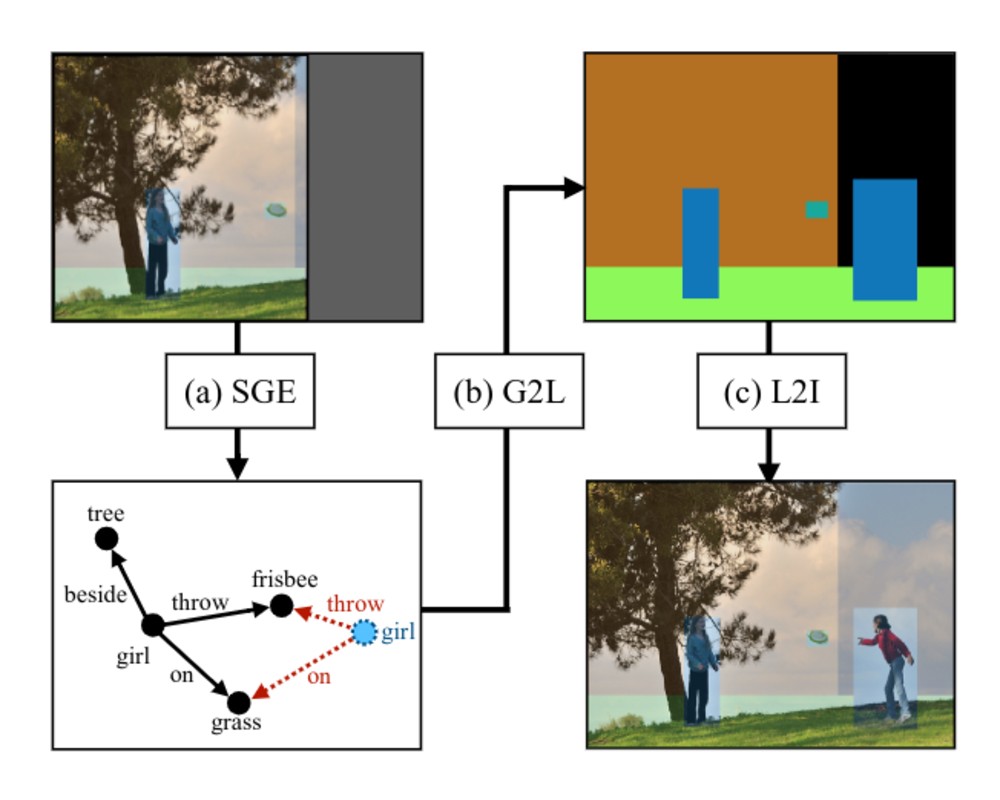 (a) SGE
(b) G2L
(c) L2I
tree
beside
throw
frisbee
throw
girl
girl
on
on
grass